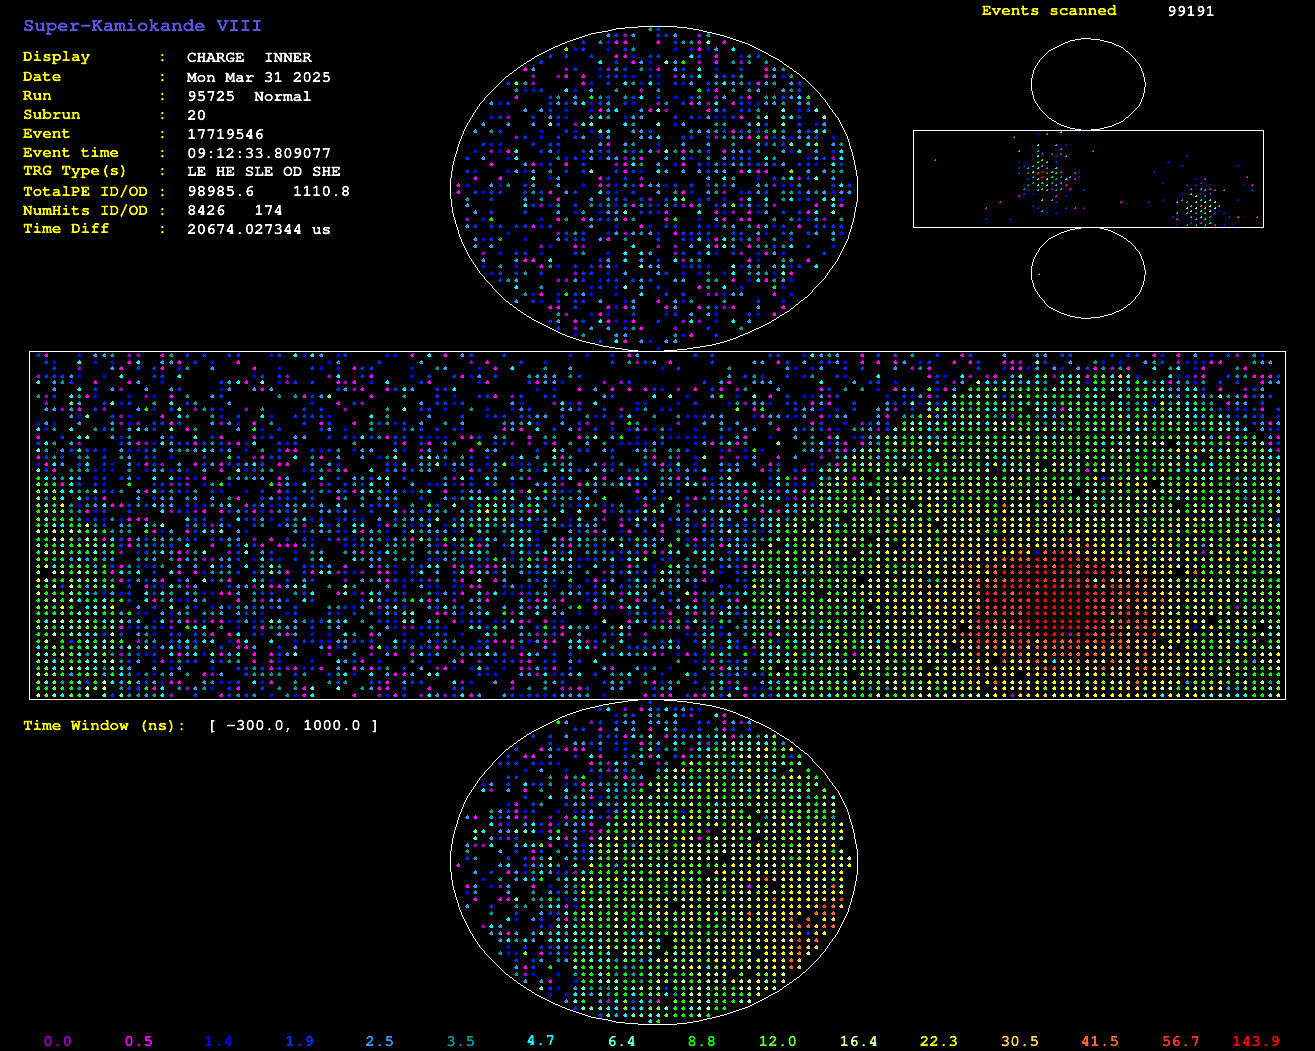 Super-Kamiokande VIII
Events scanned 99191
Display : CHARGE INNER
Date : Mon Mar 31 2025
Run : 95725 Normal
Subrun : 20
Event : 17719546
Event time : 09:12:33.809077
TRG Type(s) : LE HE SLE OD SHE
TotalPE ID/OD : 98985.6 1110.8
NumHits ID/OD : 8426 174
Time Diff : 20674.027344 us
Time Window (ns): [ -300.0, 1000.0 ]
0.0 0.5 1.4 1.9 2.5 3.5 4.7 6.4 8.8 12.0 16.4 22.3 30.5 41.5 56.7 143.9